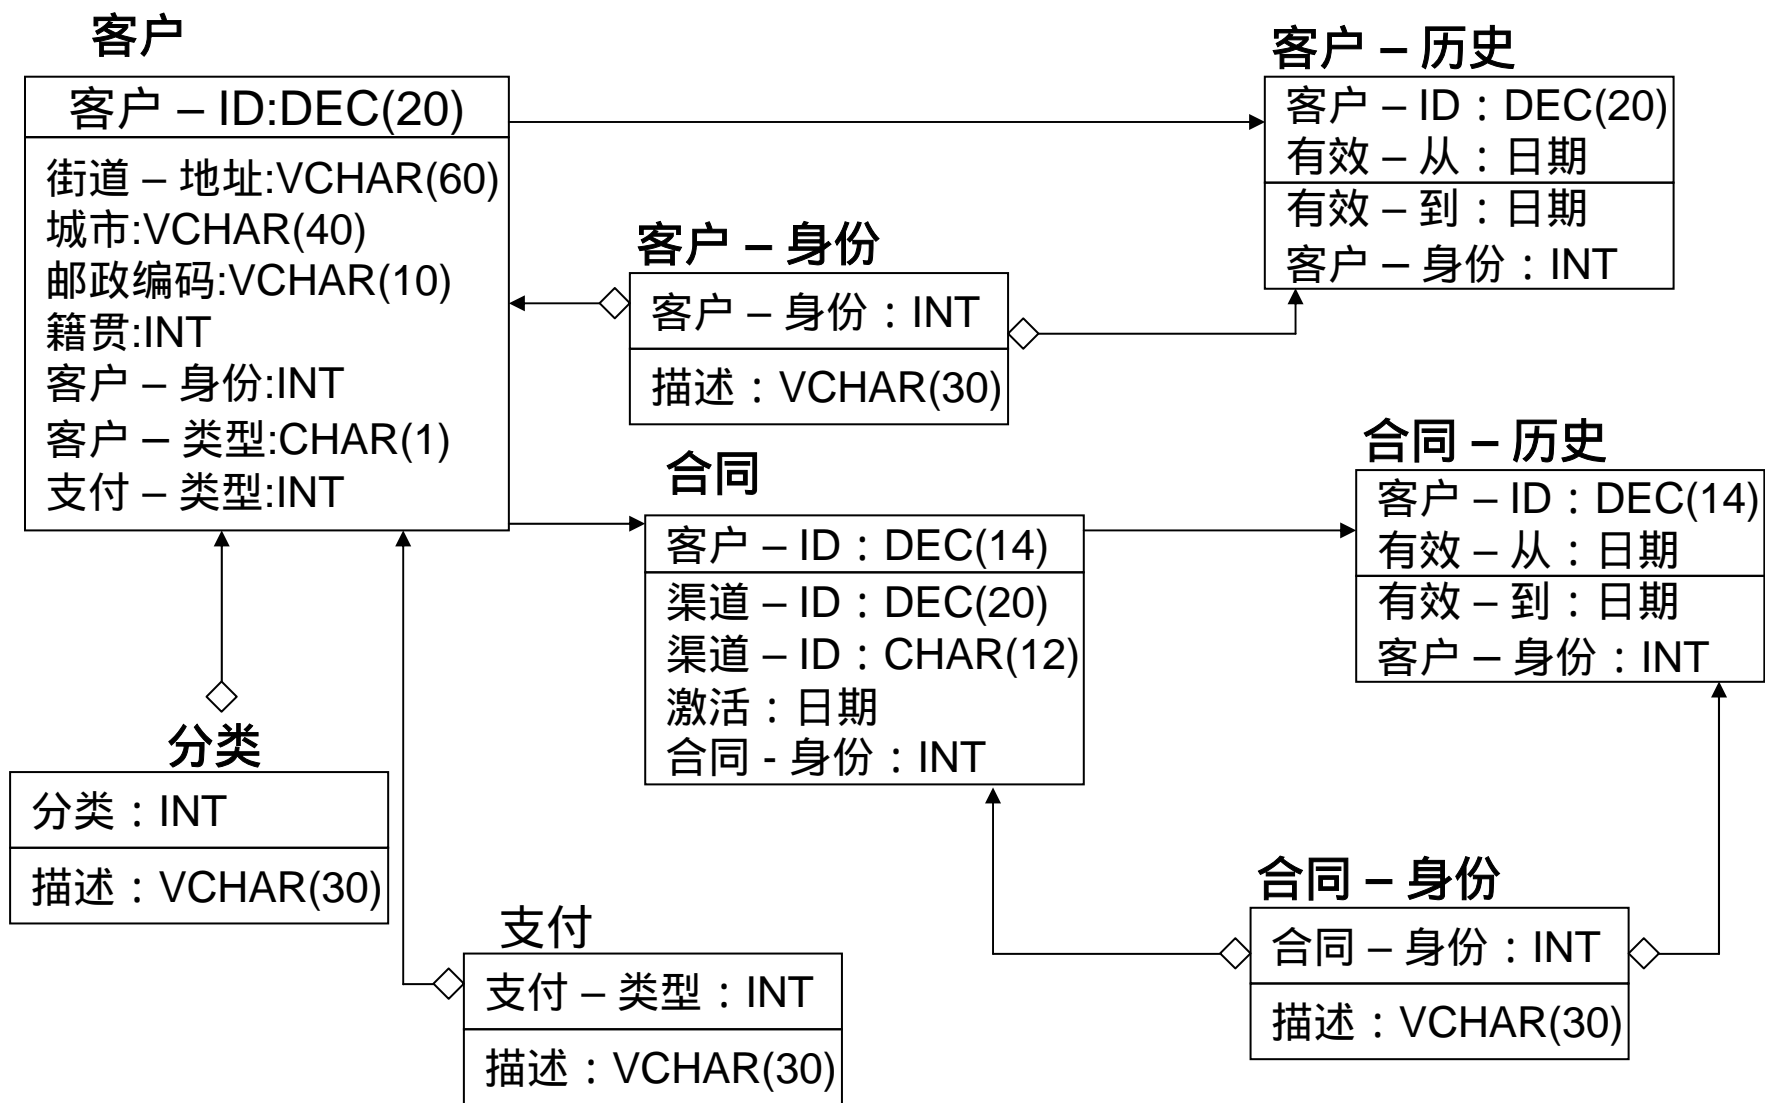 客户
客户 – ID:DEC(20)
街道 – 地址:VCHAR(60)
城市:VCHAR(40)
邮政编码:VCHAR(10)
籍贯:INT
客户 – 身份:INT
客户 – 类型:CHAR(1)
支付 – 类型:INT
客户 – 历史
客户 – ID：DEC(20)
有效 – 从：日期
有效 – 到：日期
客户 – 身份：INT
客户 – 身份
客户 – 身份：INT
描述：VCHAR(30)
合同
客户 – ID：DEC(14)
渠道 – ID：DEC(20)
渠道 – ID：CHAR(12)
激活：日期
合同 - 身份：INT
合同 – 历史
客户 – ID：DEC(14)
有效 – 从：日期
有效 – 到：日期
客户 – 身份：INT
分类
分类：INT
描述：VCHAR(30)
支付
支付 – 类型：INT
描述：VCHAR(30)
合同 – 身份
合同 – 身份：INT
描述：VCHAR(30)